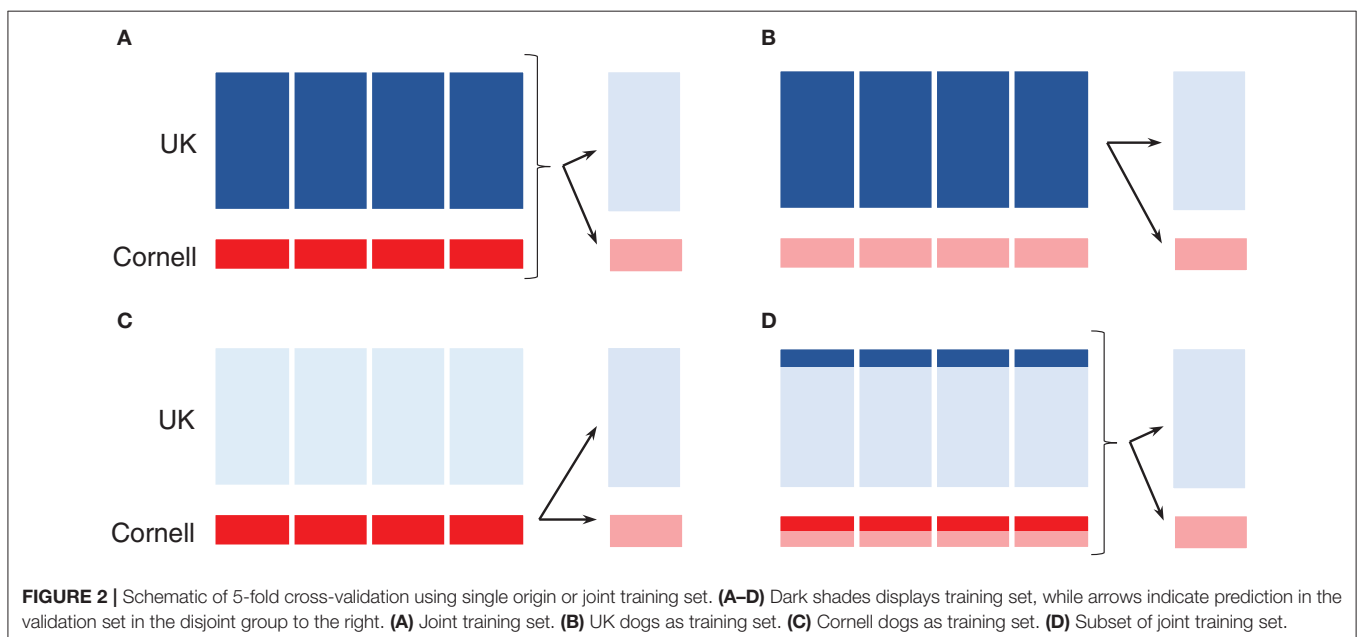 A
B
UK
Cornell
C
D
UK
Cornell
FIGURE 2 | Schematic of 5-fold cross-validation using single origin or joint training set. (A–D) Dark shades displays training set, while arrows indicate prediction in the
validation set in the disjoint group to the right. (A) Joint training set. (B) UK dogs as training set. (C) Cornell dogs as training set. (D) Subset of joint training set.